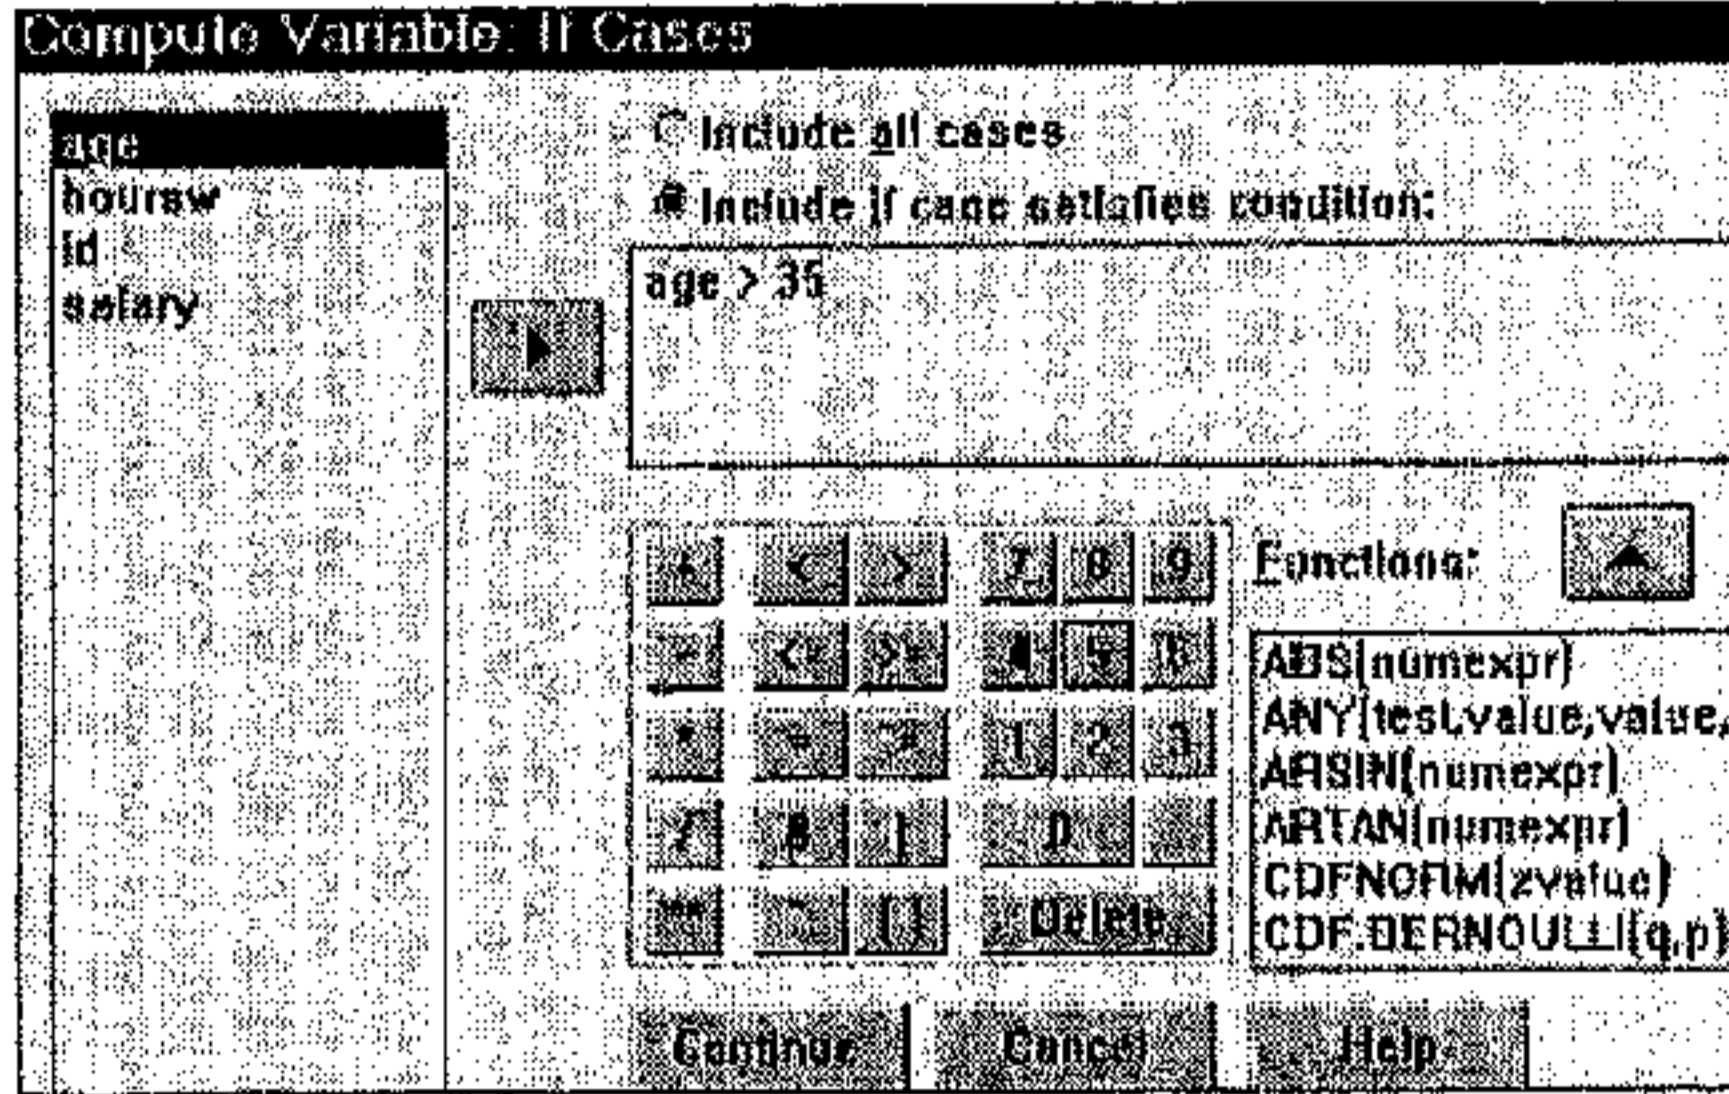 Compute Variable: If Cases
age
hoursw
id
salary
Include all cases
Include if case satisfies condition:
age > 35
+ < > 7 8 9
- <= >= 4 5 6
* = 1 2 3
/ & | 0
** ~ ( ) Delete
Functions:
ABS(numexpr)
ANY(test,value,value,
ARSIN(numexpr)
ARTAN(numexpr)
CDFNORM(zvalue)
CDF.BERNOULLI(q,p)
Continue Cancel Help